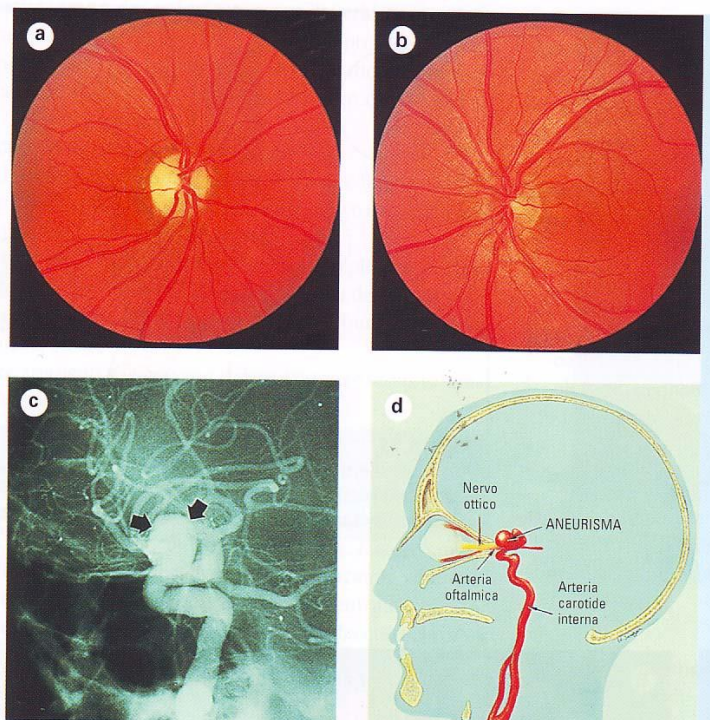 a
b
c
d
Nervo
ottico
ANEURISMA
Arteria
oftalmica
Arteria
carotide
interna